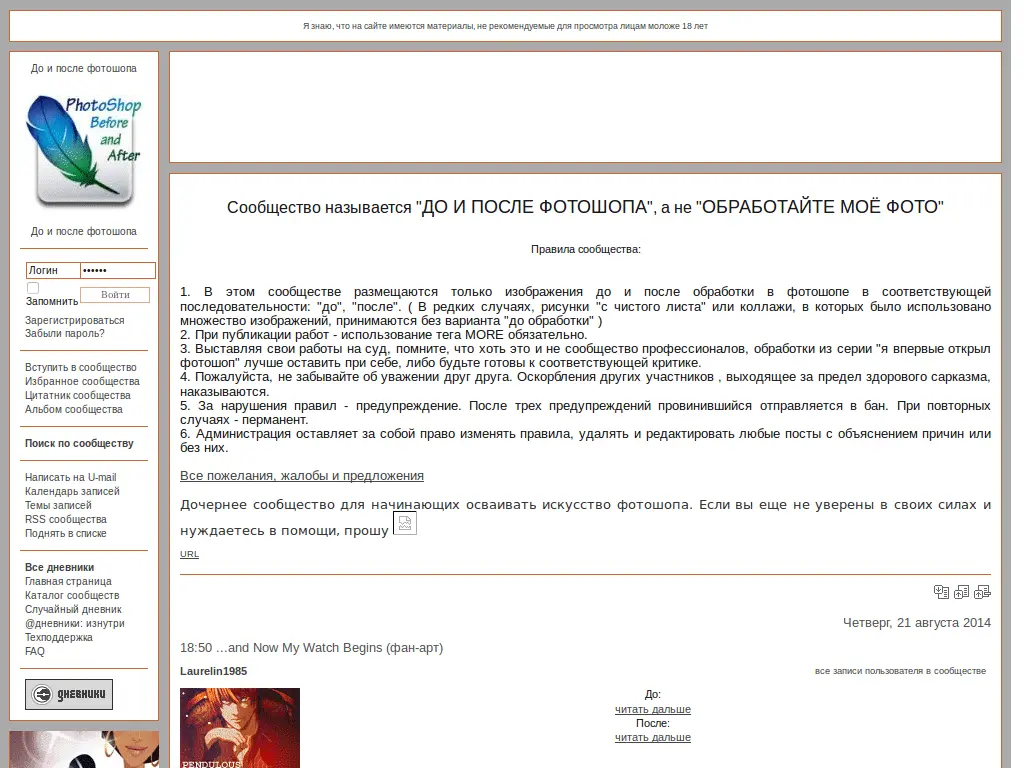 Я знаю, что на сайте имеются материалы, не рекомендуемые для просмотра лицам моложе 18 лет
До и после фотошопа
PhotoShop
Before
and
After
До и после фотошопа
Логин
••••••
Запомнить
Войти
Зарегистрироваться
Забыли пароль?
Вступить в сообщество
Избранное сообщества
Цитатник сообщества
Альбом сообщества
Поиск по сообществу
Написать на U-mail
Календарь записей
Темы записей
RSS сообщества
Поднять в списке
Все дневники
Главная страница
Каталог сообществ
Случайный дневник
@дневники: изнутри
Техподдержка
FAQ
дневники
Сообщество называется "ДО И ПОСЛЕ ФОТОШОПА", а не "ОБРАБОТАЙТЕ МОЁ ФОТО"
Правила сообщества:
1. В этом сообществе размещаются только изображения до и после обработки в фотошопе в соответствующей
последовательности: "до", "после". ( В редких случаях, рисунки "с чистого листа" или коллажи, в которых было использовано
множество изображений, принимаются без варианта "до обработки" )
2. При публикации работ - использование тега MORE обязательно.
3. Выставляя свои работы на суд, помните, что хоть это и не сообщество профессионалов, обработки из серии "я впервые открыл
фотошоп" лучше оставить при себе, либо будьте готовы к соответствующей критике.
4. Пожалуйста, не забывайте об уважении друг друга. Оскорбления других участников , выходящее за предел здорового сарказма,
наказываются.
5. За нарушения правил - предупреждение. После трех предупреждений провинившийся отправляется в бан. При повторных
случаях - перманент.
6. Администрация оставляет за собой право изменять правила, удалять и редактировать любые посты с объяснением причин или
без них.
Все пожелания, жалобы и предложения
Дочернее сообщество для начинающих осваивать искусство фотошопа. Если вы еще не уверены в своих силах и
нуждаетесь в помощи, прошу
URL
Четверг, 21 августа 2014
18:50 ...and Now My Watch Begins (фан-арт)
Laurelin1985
все записи пользователя в сообществе
До:
читать дальше
После:
читать дальше
PENDULOUS